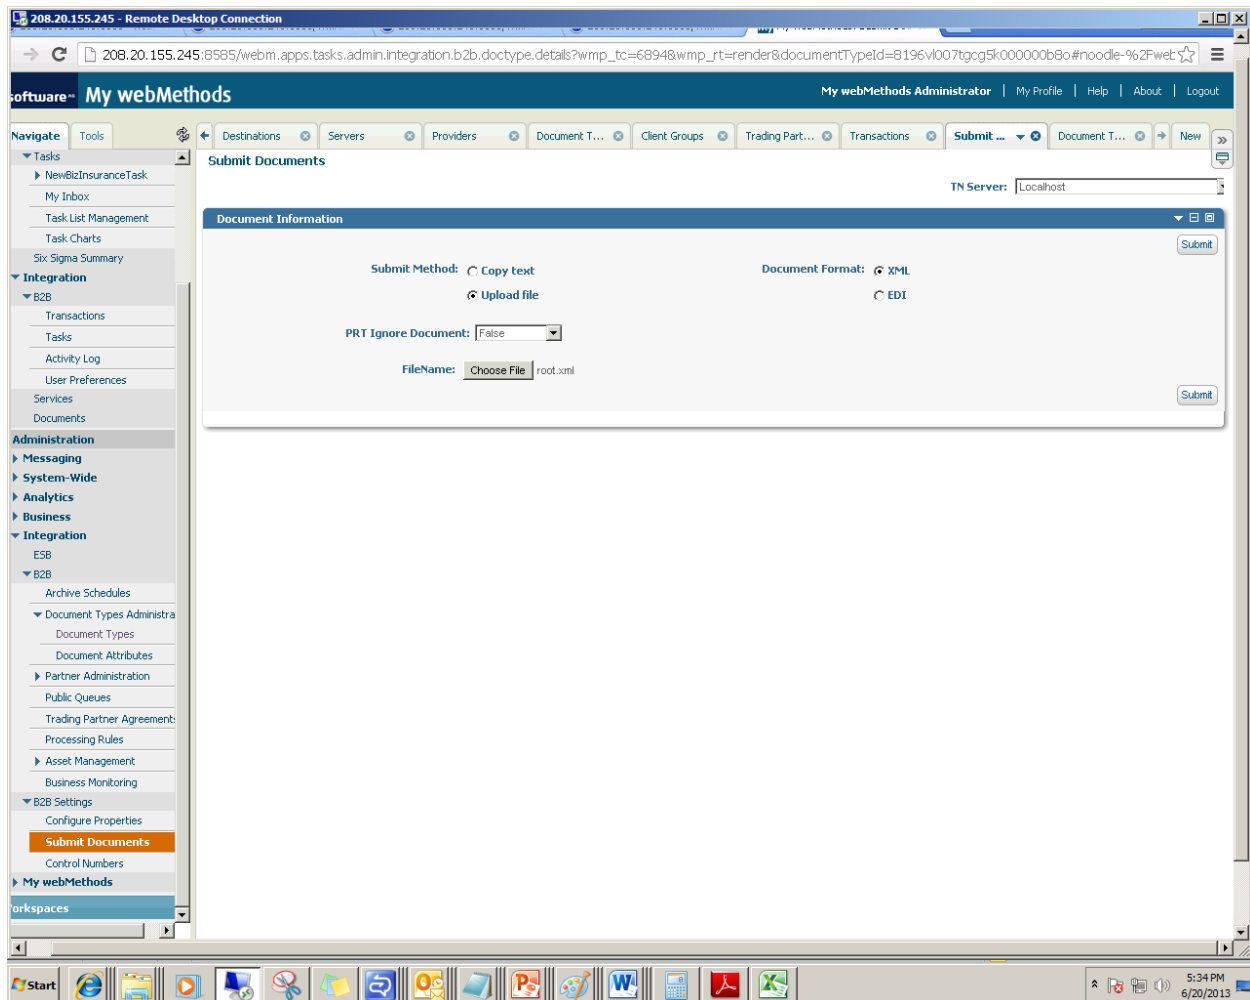 208.20.155.245 - Remote Desktop Connection
208.20.155.245:8585/webm.apps.tasks.admin.integration.b2b.doctype.details?wmp_tc=6894&wmp_rt=render&documentTypeId=8196vl007tgcg5k000000b8o#noodle-%2Fwet
software AG My webMethods
My webMethods Administrator | My Profile | Help | About | Logout
Navigate Tools
Destinations Servers Providers Document T... Client Groups Trading Part... Transactions Submit ... Document T... New
Submit Documents
TN Server: Localhost
Document Information
Submit
Submit Method: Copy text
Upload file
Document Format: XML
EDI
PRT Ignore Document: False
FileName: Choose File root.xml
Submit
Tasks
NewBizInsuranceTask
My Inbox
Task List Management
Task Charts
Six Sigma Summary
Integration
B2B
Transactions
Tasks
Activity Log
User Preferences
Services
Documents
Administration
Messaging
System-Wide
Analytics
Business
Integration
ESB
B2B
Archive Schedules
Document Types Administra
Document Types
Document Attributes
Partner Administration
Public Queues
Trading Partner Agreement
Processing Rules
Asset Management
Business Monitoring
B2B Settings
Configure Properties
Submit Documents
Control Numbers
My webMethods
orkspaces
Start
5:34 PM
6/20/2013